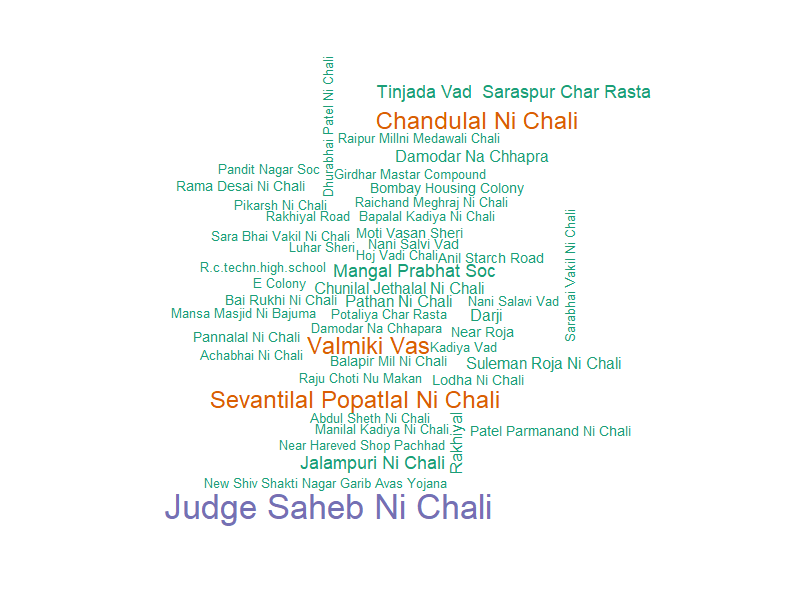 Dhurabhai Patel Ni Chali
Tinjada Vad  Saraspur Char Rasta
Chandulal Ni Chali
Raipur Millni Medawali Chali
Damodar Na Chhapra
Pandit Nagar Soc
Girdhar Mastar Compound
Rama Desai Ni Chali
Bombay Housing Colony
Pikarsh Ni Chali
Raichand Meghraj Ni Chali
Rakhiyal Road
Bapalal Kadiya Ni Chali
Sarabhai Vakil Ni Chali
Sara Bhai Vakil Ni Chali
Moti Vasan Sheri
Luhar Sheri
Nani Salvi Vad
Hoj Vadi Chali
Anil Starch Road
R.c.techn.high.school
Mangal Prabhat Soc
E Colony
Chunilal Jethalal Ni Chali
Bai Rukhi Ni Chali
Pathan Ni Chali
Nani Salavi Vad
Mansa Masjid Ni Bajuma
Potaliya Char Rasta
Darji
Damodar Na Chhapara
Near Roja
Pannalal Ni Chali
Valmiki Vas
Kadiya Vad
Achabhai Ni Chali
Balapir Mil Ni Chali
Suleman Roja Ni Chali
Raju Choti Nu Makan
Lodha Ni Chali
Sevantilal Popatlal Ni Chali
Abdul Sheth Ni Chali
Manilal Kadiya Ni Chali
Rakhiyal
Patel Parmanand Ni Chali
Near Hareved Shop Pachhad
Jalampuri Ni Chali
New Shiv Shakti Nagar Garib Avas Yojana
Judge Saheb Ni Chali